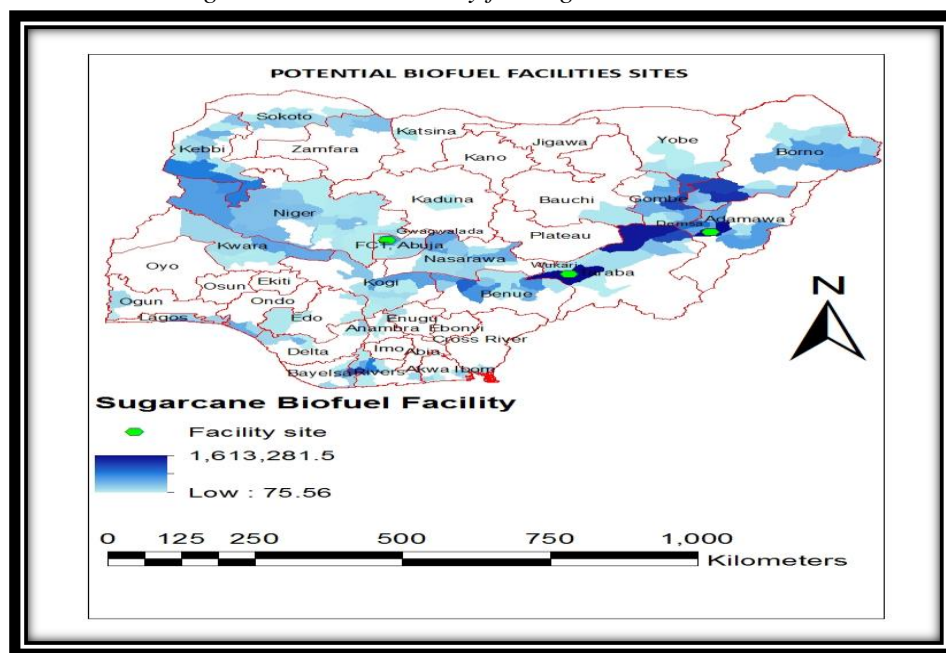 POTENTIAL BIOFUEL FACILITIES SITES
Sokoto
Katsina
Jigawa
Yobe
Kebbi
Zamfara
Kano
Borno
Kaduna
Bauchi
Gombe
Niger
Gwagwalada
Plateau
Demsa
Adamawa
Kwara
FCT, Abuja
Nasarawa
Wukari
Taraba
Oyo
Kogi
Benue
Osun
Ekiti
Ogun
Ondo
Lagos
Edo
Enugu
Anambra
Ebonyi
Cross River
Delta
Imo
Abia
Bayelsa
Rivers
Akwa Ibom
N
Sugarcane Biofuel Facility
Facility site
1,613,281.5
Low : 75.56
0 125 250 500 750 1,000
Kilometers